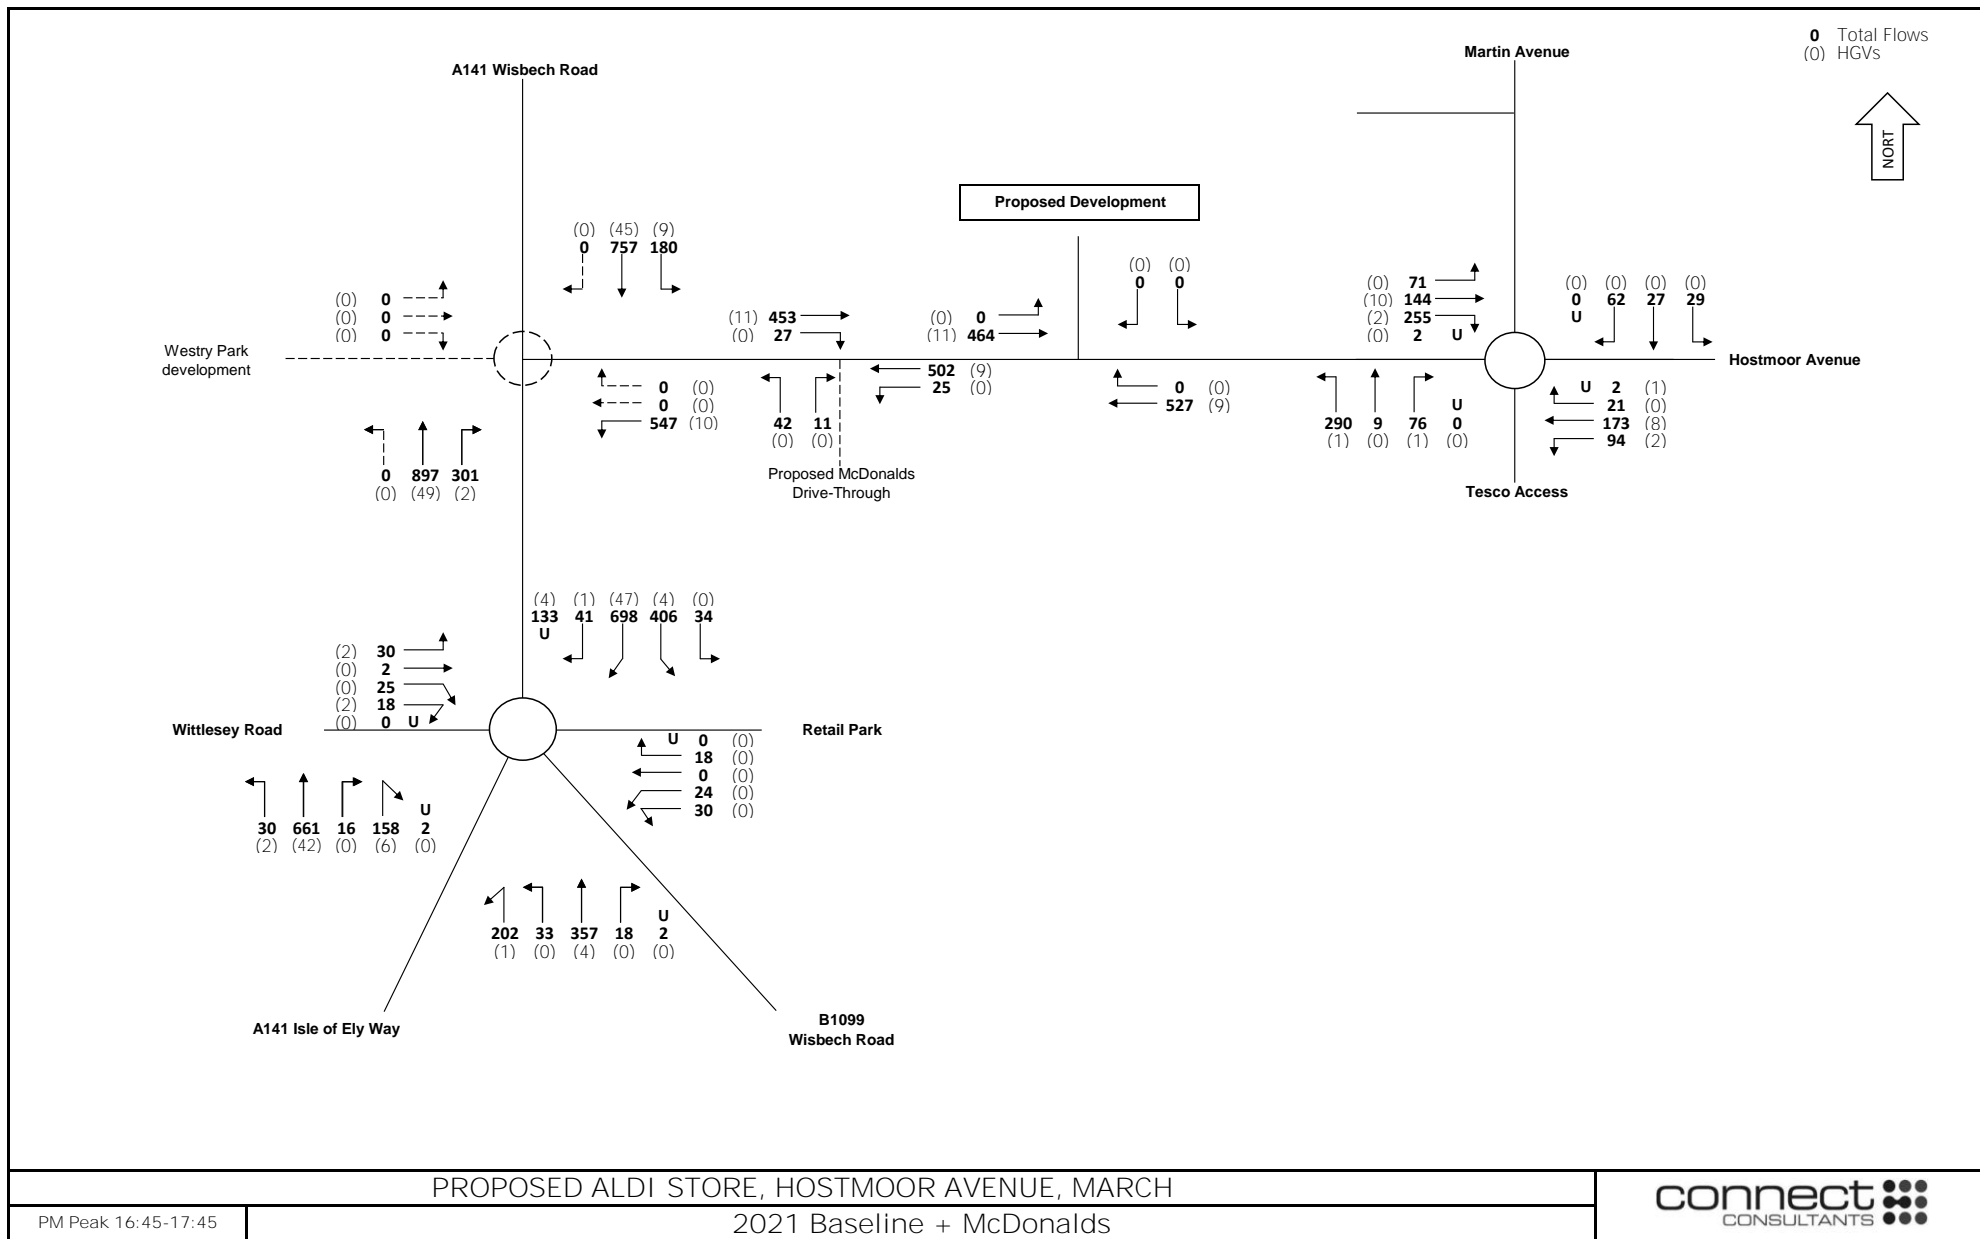 0 Total Flows
(0) HGVs
NORT
A141 Wisbech Road
Martin Avenue
Proposed Development
(0) (45) (9)
0 757 180
(0) 0
(0) 0
(0) 0
Westry Park
development
(11) 453
(0) 27
(0) 0
(11) 464
(0) (0)
0 0
(0) 71
(10) 144
(2) 255
(0) 2 U
(0) (0) (0) (0)
0 62 27 29
U
Hostmoor Avenue
0 (0)
0 (0)
547 (10)
42 11
(0) (0)
502 (9)
25 (0)
0 (0)
527 (9)
U
290 9 76 0
(1) (0) (1) (0)
U 2 (1)
21 (0)
173 (8)
94 (2)
0 897 301
(0) (49) (2)
Proposed McDonalds
Drive-Through
Tesco Access
(4) (1) (47) (4) (0)
133 41 698 406 34
U
(2) 30
(0) 2
(0) 25
(2) 18
(0) 0 U
Wittlesey Road
Retail Park
U 0 (0)
18 (0)
0 (0)
24 (0)
30 (0)
U
30 661 16 158 2
(2) (42) (0) (6) (0)
U
202 33 357 18 2
(1) (0) (4) (0) (0)
A141 Isle of Ely Way
B1099
Wisbech Road
PROPOSED ALDI STORE, HOSTMOOR AVENUE, MARCH
PM Peak 16:45-17:45
2021 Baseline + McDonalds
connect
CONSULTANTS